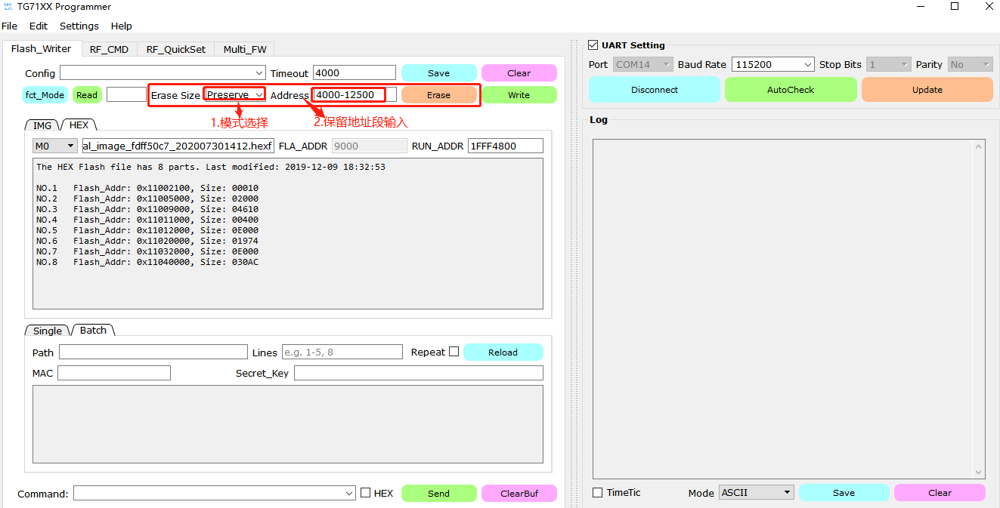 TG71XX Programmer
File Edit Settings Help
Flash_Writer RF_CMD RF_QuickSet Multi_FW
Config Timeout 4000 Save Clear
fct_Mode Read Erase Size Preserve Address 4000-12500 Erase Write
1.模式选择 2.保留地址段输入
IMG HEX
M0 al_image_fdff50c7_202007301412.hexf FLA_ADDR 9000 RUN_ADDR 1FFF4800
The HEX Flash file has 8 parts. Last modified: 2019-12-09 18:32:53
NO.1 Flash_Addr: 0x11002100, Size: 00010
NO.2 Flash_Addr: 0x11005000, Size: 02000
NO.3 Flash_Addr: 0x11009000, Size: 04610
NO.4 Flash_Addr: 0x11011000, Size: 00400
NO.5 Flash_Addr: 0x11012000, Size: 0E000
NO.6 Flash_Addr: 0x11020000, Size: 01974
NO.7 Flash_Addr: 0x11032000, Size: 0E000
NO.8 Flash_Addr: 0x11040000, Size: 030AC
Single Batch
Path Lines e.g. 1-5, 8 Repeat Reload
MAC Secret_Key
Command: HEX Send ClearBuf
UART Setting
Port COM14 Baud Rate 115200 Stop Bits 1 Parity No
Disconnect AutoCheck Update
Log
TimeTic Mode ASCII Save Clear